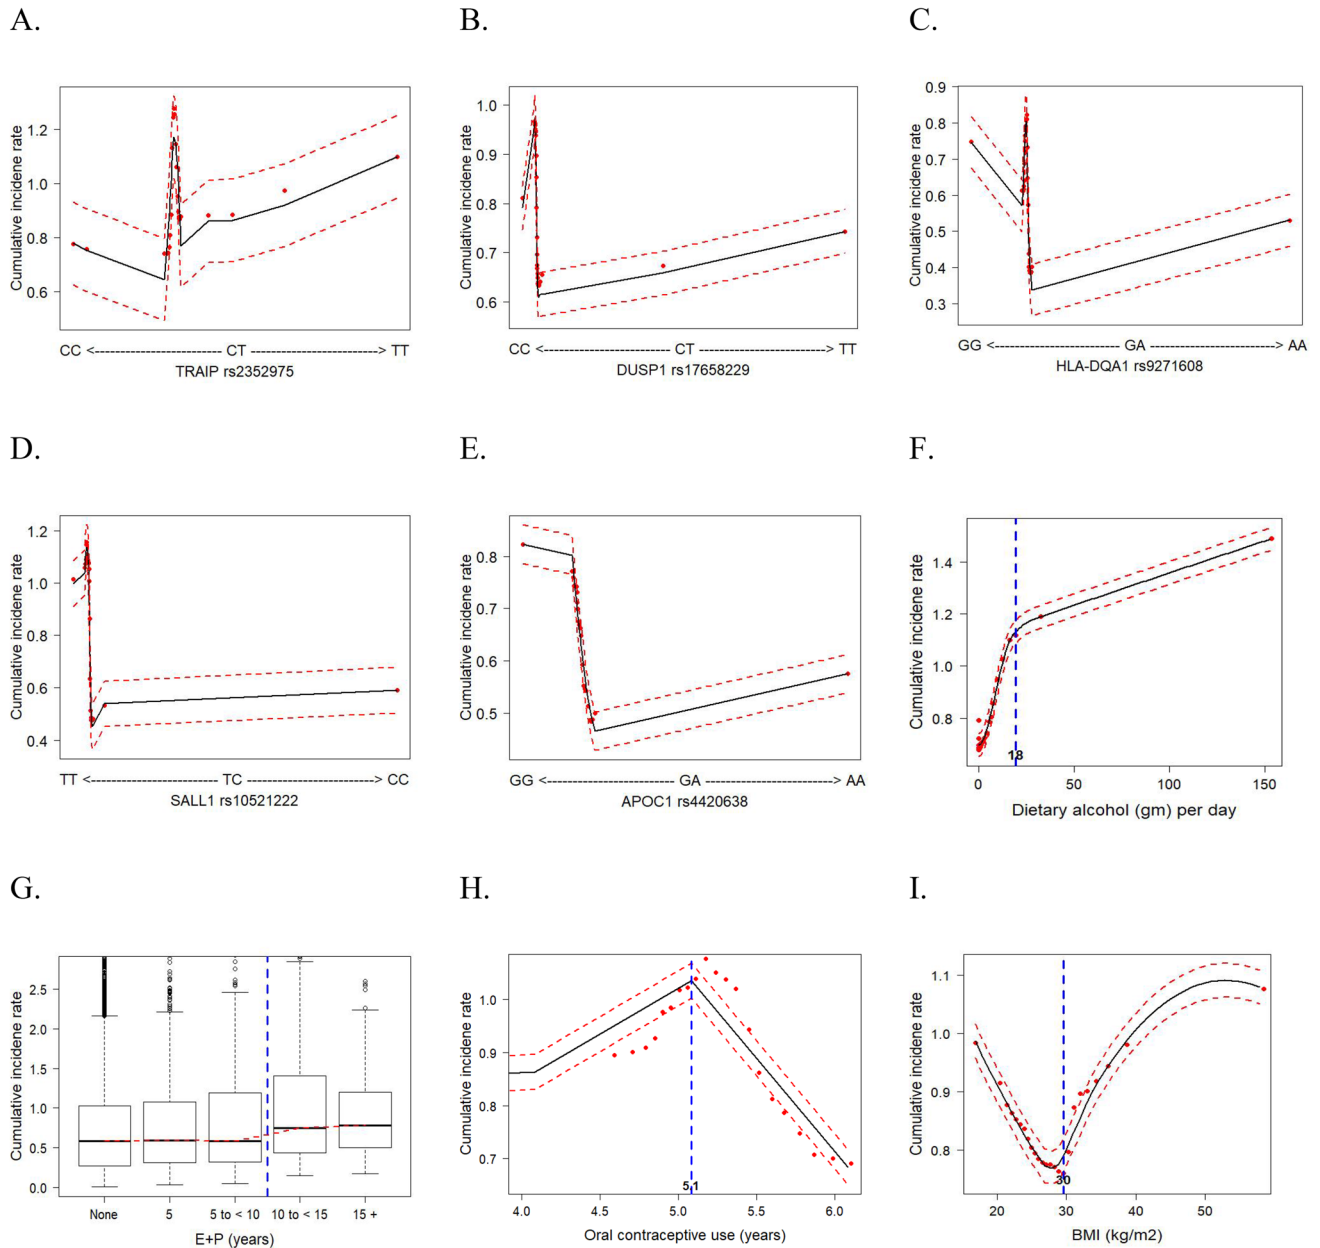 A.
Cumulative incidene rate
1.2
1.0
0.8
0.6
CC <----------------------- CT -----------------------> TT
TRAIP rs2352975
B.
Cumulative incidene rate
1.0
0.9
0.8
0.7
0.6
CC <----------------------- CT -----------------------> TT
DUSP1 rs17658229
C.
Cumulative incidene rate
0.9
0.8
0.7
0.6
0.5
0.4
0.3
GG <----------------------- GA -----------------------> AA
HLA-DQA1 rs9271608
D.
Cumulative incidene rate
1.2
1.0
0.8
0.6
0.4
TT <----------------------- TC -----------------------> CC
SALL1 rs10521222
E.
Cumulative incidene rate
0.8
0.7
0.6
0.5
GG <----------------------- GA -----------------------> AA
APOC1 rs4420638
F.
Cumulative incidene rate
1.4
1.2
1.0
0.8
18
0 50 100 150
Dietary alcohol (gm) per day
G.
Cumulative incidene rate
2.5
2.0
1.5
1.0
0.5
0.0
None 5 5 to < 10 10 to < 15 15 +
E+P (years)
H.
Cumulative incidene rate
1.0
0.9
0.8
0.7
5.1
4.0 4.5 5.0 5.5 6.0
Oral contraceptive use (years)
I.
Cumulative incidene rate
1.1
1.0
0.9
0.8
30
20 30 40 50
BMI (kg/m2)